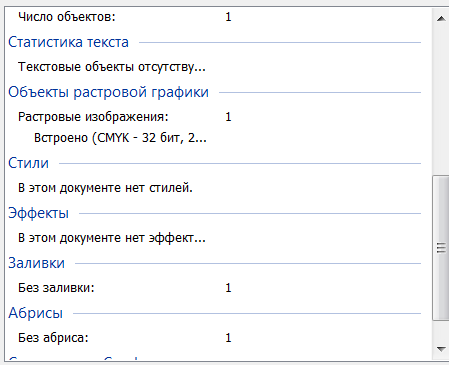 Число объектов: 1
Статистика текста
Текстовые объекты отсутству...
Объекты растровой графики
Растровые изображения: 1
Встроено (CMYK - 32 бит, 2...
Стили
В этом документе нет стилей.
Эффекты
В этом документе нет эффект...
Заливки
Без заливки: 1
Абрисы
Без абриса: 1